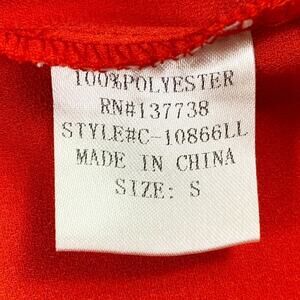 100%POLYESTER
RN#137738
STYLE#C-10866LL
MADE IN CHINA
SIZE: S